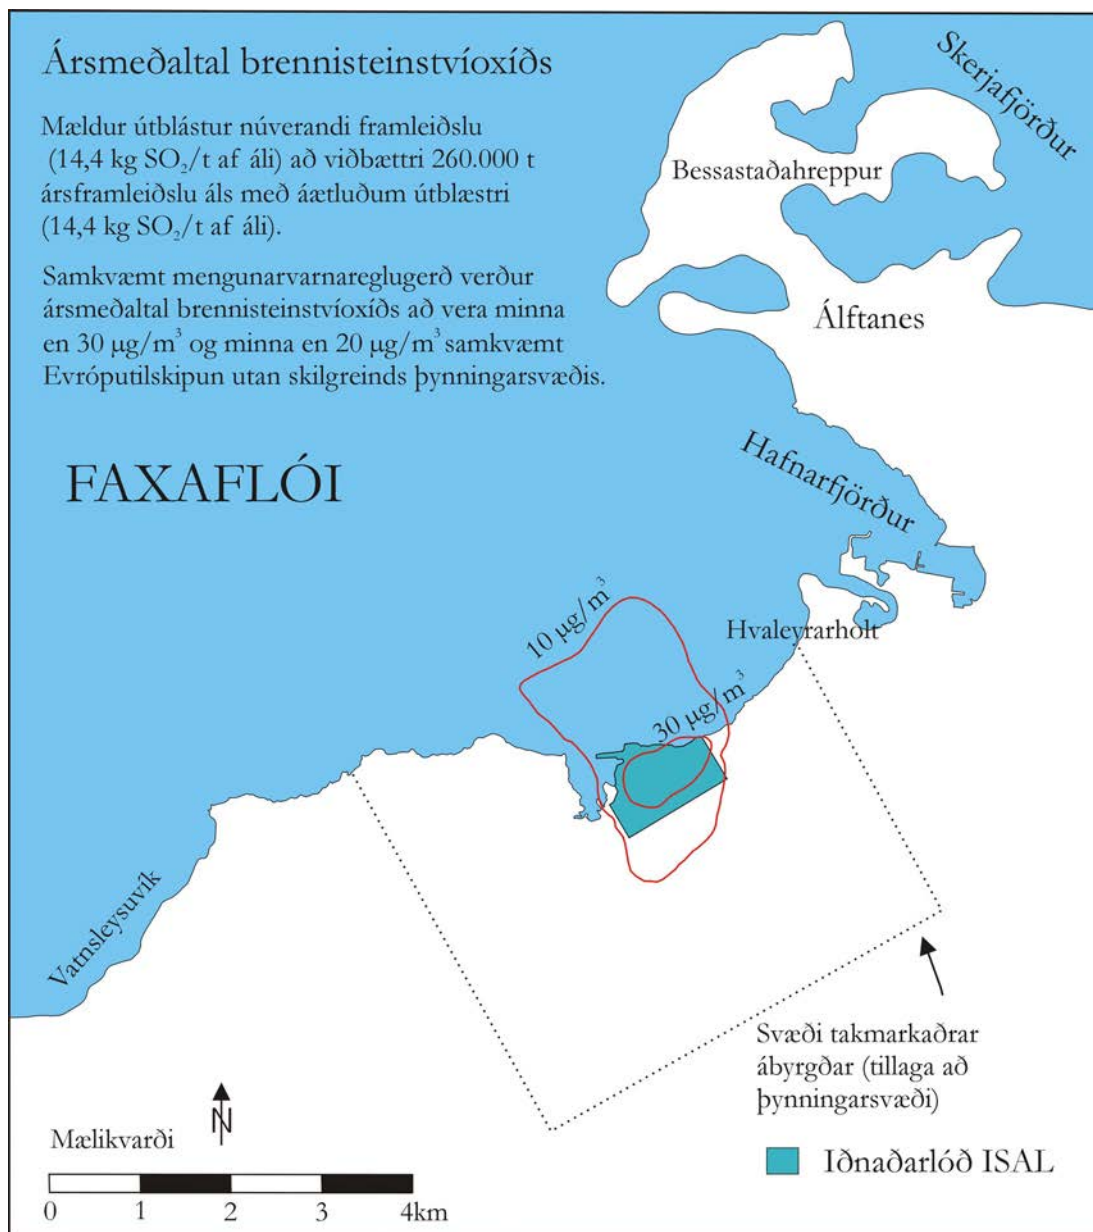 Ársmeðaltal brennisteinstvíoxíðs
Mældur útblástur núverandi framleiðslu
(14,4 kg SO₂/t af áli) að viðbættri 260.000 t
ársframleiðslu áls með áætluðum útblæstri
(14,4 kg SO₂/t af áli).
Samkvæmt mengunarvarnareglugerð verður
ársmeðaltal brennisteinstvíoxíðs að vera minna
en 30 µg/m³ og minna en 20 µg/m³ samkvæmt
Evróputilskipun utan skilgreinds þynningarsvæðis.
Skerjafjörður
Bessastaðahreppur
Álftanes
FAXAFLÓI
Hafnarfjörður
10 µg/m³
Hvaleyrarholt
30 µg/m³
Vatnsleysuvík
Svæði takmarkaðrar
ábyrgðar (tillaga að
þynningarsvæði)
N
Mælikvarði
Iðnaðarlóð ISAL
0 1 2 3 4km